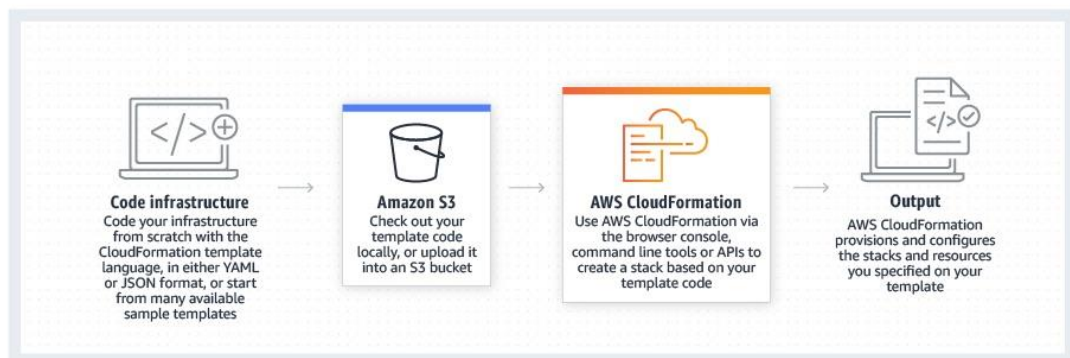 </>
Code infrastructure
Code your infrastructure
from scratch with the
CloudFormation template
language, in either YAML
or JSON format, or start
from many available
sample templates
Amazon S3
Check out your
template code
locally, or upload it
into an S3 bucket
AWS CloudFormation
Use AWS CloudFormation via
the browser console,
command line tools or APIs to
create a stack based on your
template code
</>
Output
AWS CloudFormation
provisions and configures
the stacks and resources
you specified on your
template